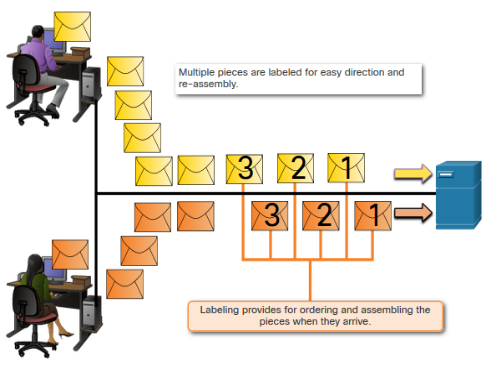 Multiple pieces are labeled for easy direction and
re-assembly.
3 2 1
3 2 1
Labeling provides for ordering and assembling the
pieces when they arrive.